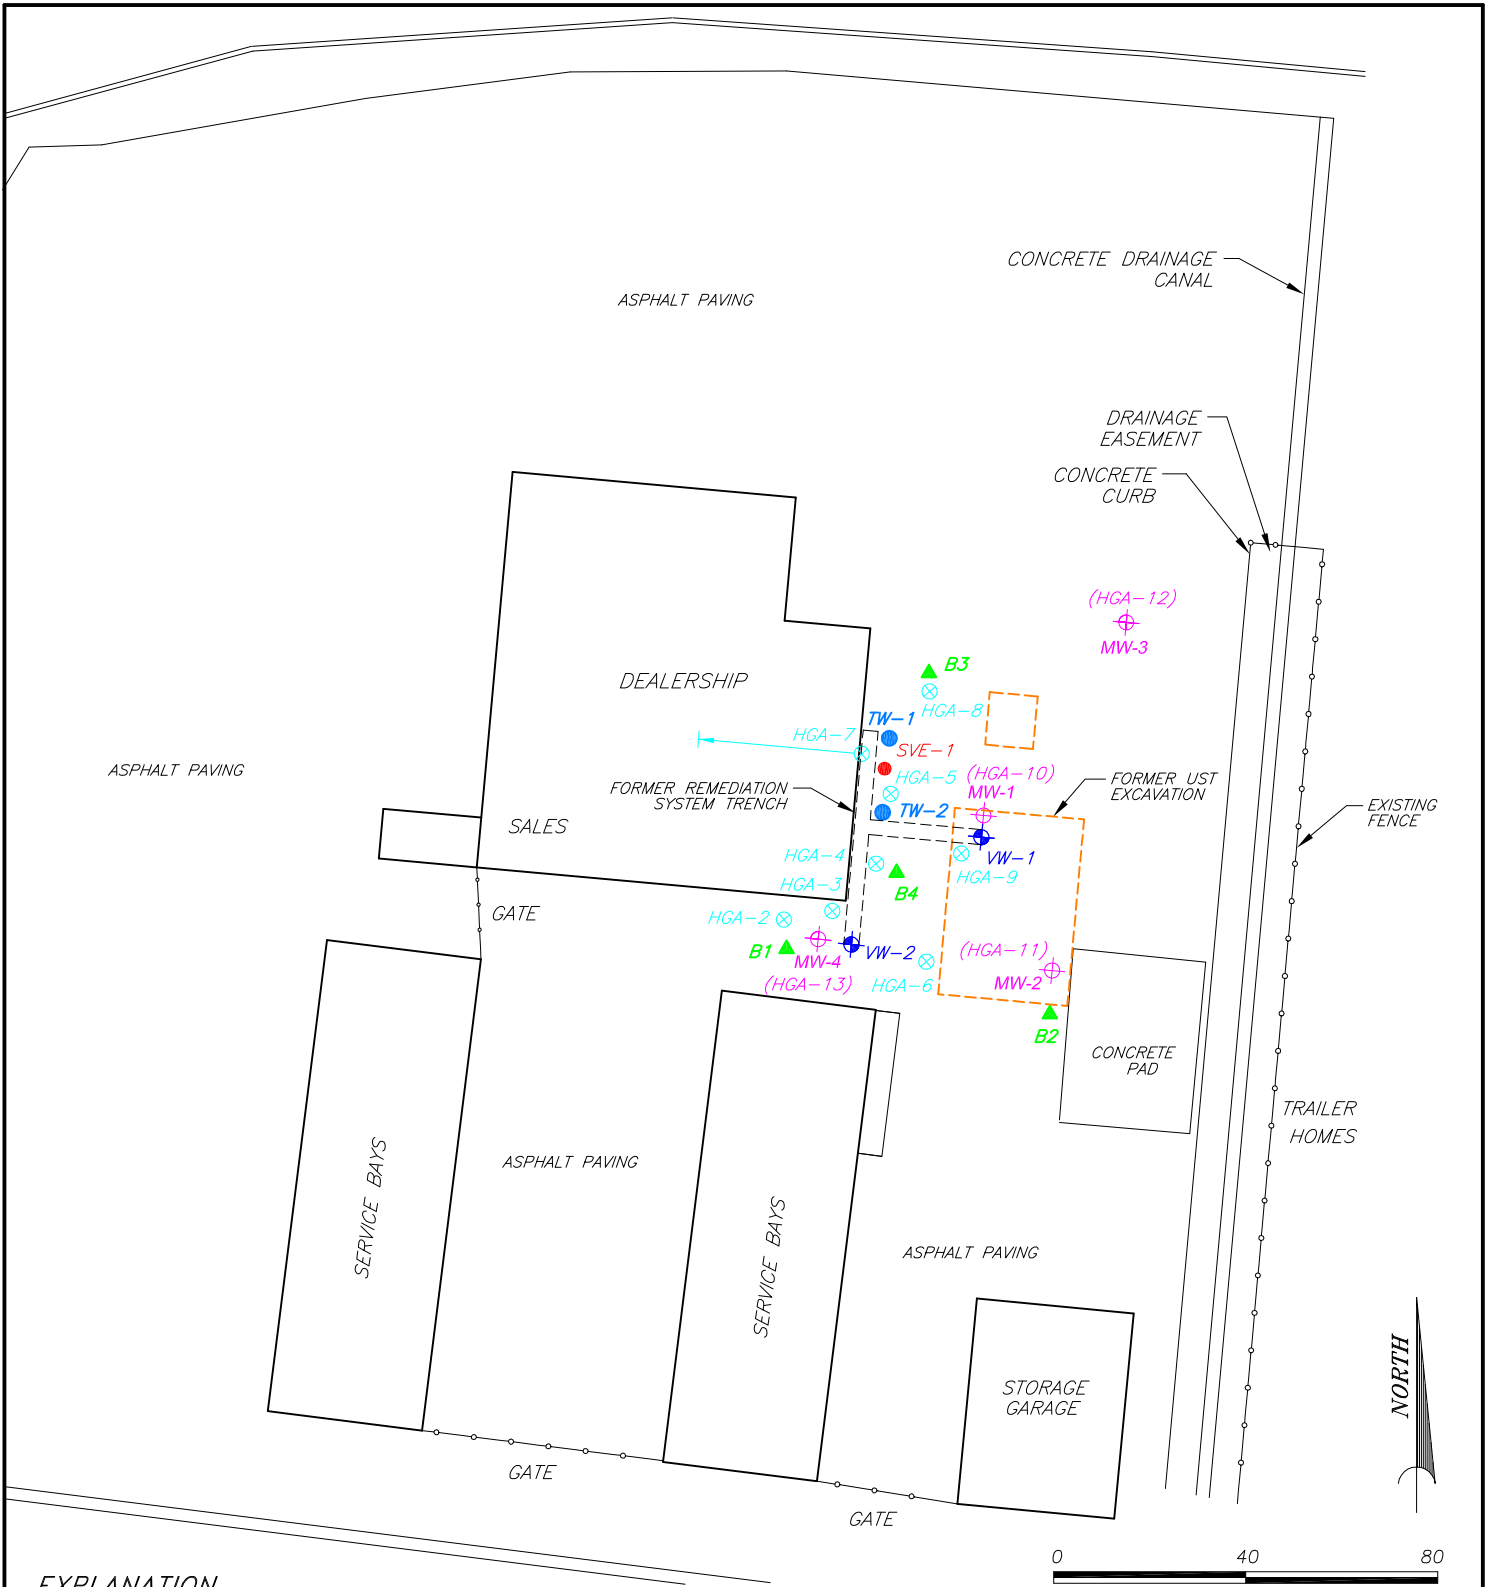 CONCRETE DRAINAGE
CANAL
ASPHALT PAVING
DRAINAGE
EASEMENT
CONCRETE
CURB
(HGA-12)
MW-3
B3
DEALERSHIP
HGA-8
TW-1
HGA-7
SVE-1
ASPHALT PAVING
(HGA-10)
HGA-5
FORMER REMEDIATION
SYSTEM TRENCH
MW-1
FORMER UST
EXCAVATION
EXISTING
FENCE
TW-2
SALES
HGA-4
VW-1
HGA-9
HGA-3
B4
GATE
HGA-2
B1
MW-4
VW-2
(HGA-11)
(HGA-13)
HGA-6
MW-2
B2
CONCRETE
PAD
TRAILER
HOMES
ASPHALT PAVING
SERVICE BAYS
SERVICE BAYS
ASPHALT PAVING
STORAGE
GARAGE
NORTH
GATE
GATE
0 40 80
EXPLANATION